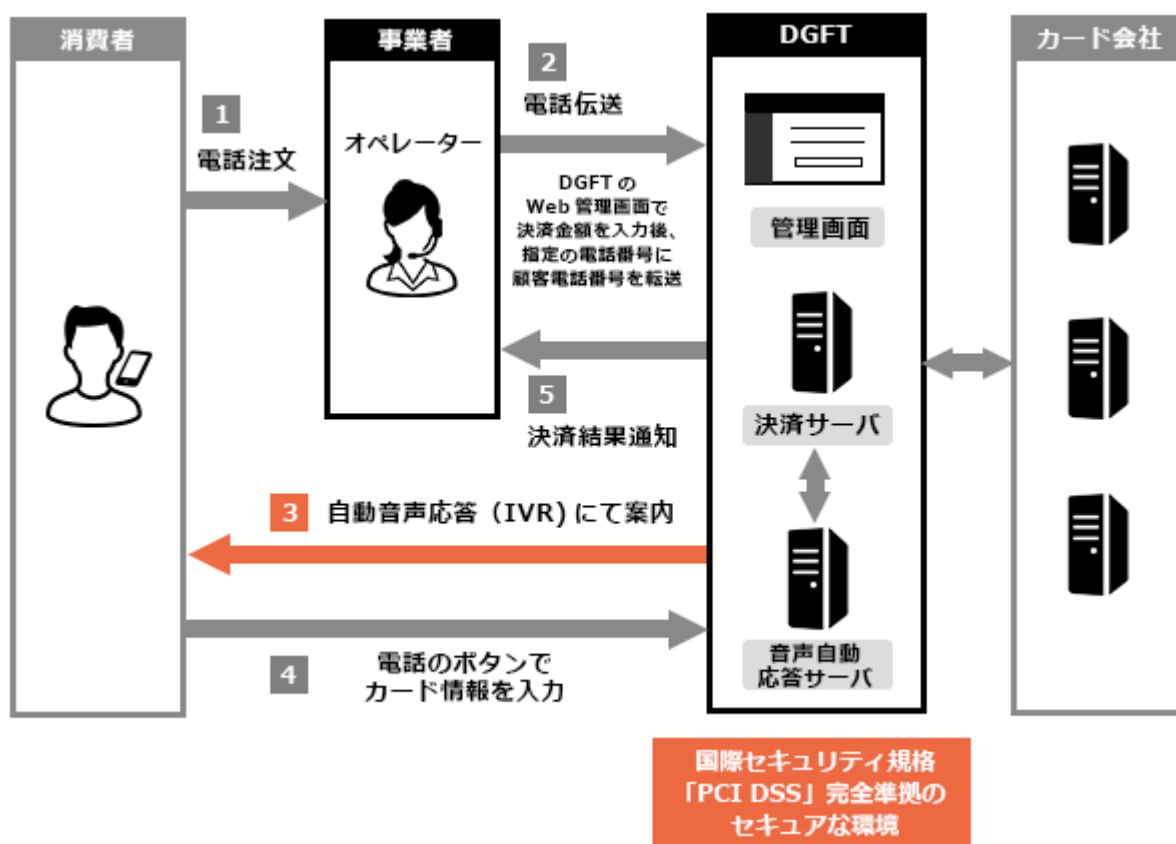 消費者
事業者
DGFT
カード会社
1
電話注文
オペレーター
2
電話伝送
DGFT の
Web 管理画面で
決済金額を入力後、
指定の電話番号に
顧客電話番号を転送
管理画面
5
決済結果通知
決済サーバ
3
自動音声応答（IVR) にて案内
4
電話のボタンで
カード情報を入力
音声自動
応答サーバ
国際セキュリティ規格
「PCI DSS」完全準拠の
セキュアな環境